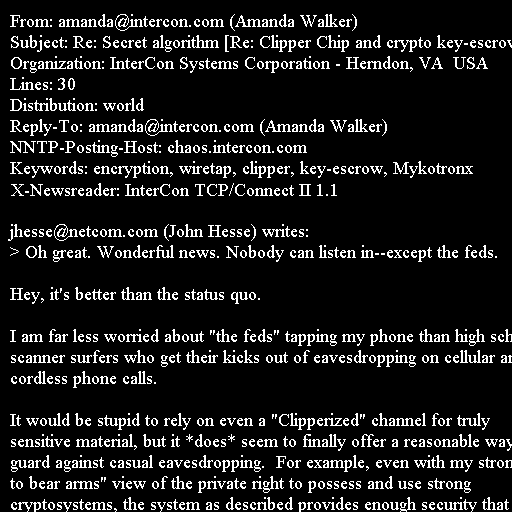 From: amanda@intercon.com (Amanda Walker)
Subject: Re: Secret algorithm [Re: Clipper Chip and crypto key-escrow
Organization: InterCon Systems Corporation - Herndon, VA  USA
Lines: 30
Distribution: world
Reply-To: amanda@intercon.com (Amanda Walker)
NNTP-Posting-Host: chaos.intercon.com
Keywords: encryption, wiretap, clipper, key-escrow, Mykotronx
X-Newsreader: InterCon TCP/Connect II 1.1

jhesse@netcom.com (John Hesse) writes:
> Oh great. Wonderful news. Nobody can listen in--except the feds.

Hey, it's better than the status quo.

I am far less worried about "the feds" tapping my phone than high
scanner surfers who get their kicks out of eavesdropping on cellular
cordless phone calls.

It would be stupid to rely on even a "Clipperized" channel for truly
sensitive material, but it *does* seem to finally offer a reasonable way
guard against casual eavesdropping.  For example, even with my
to bear arms" view of the private right to possess and use strong
cryptosystems, the system as described provides enough security that